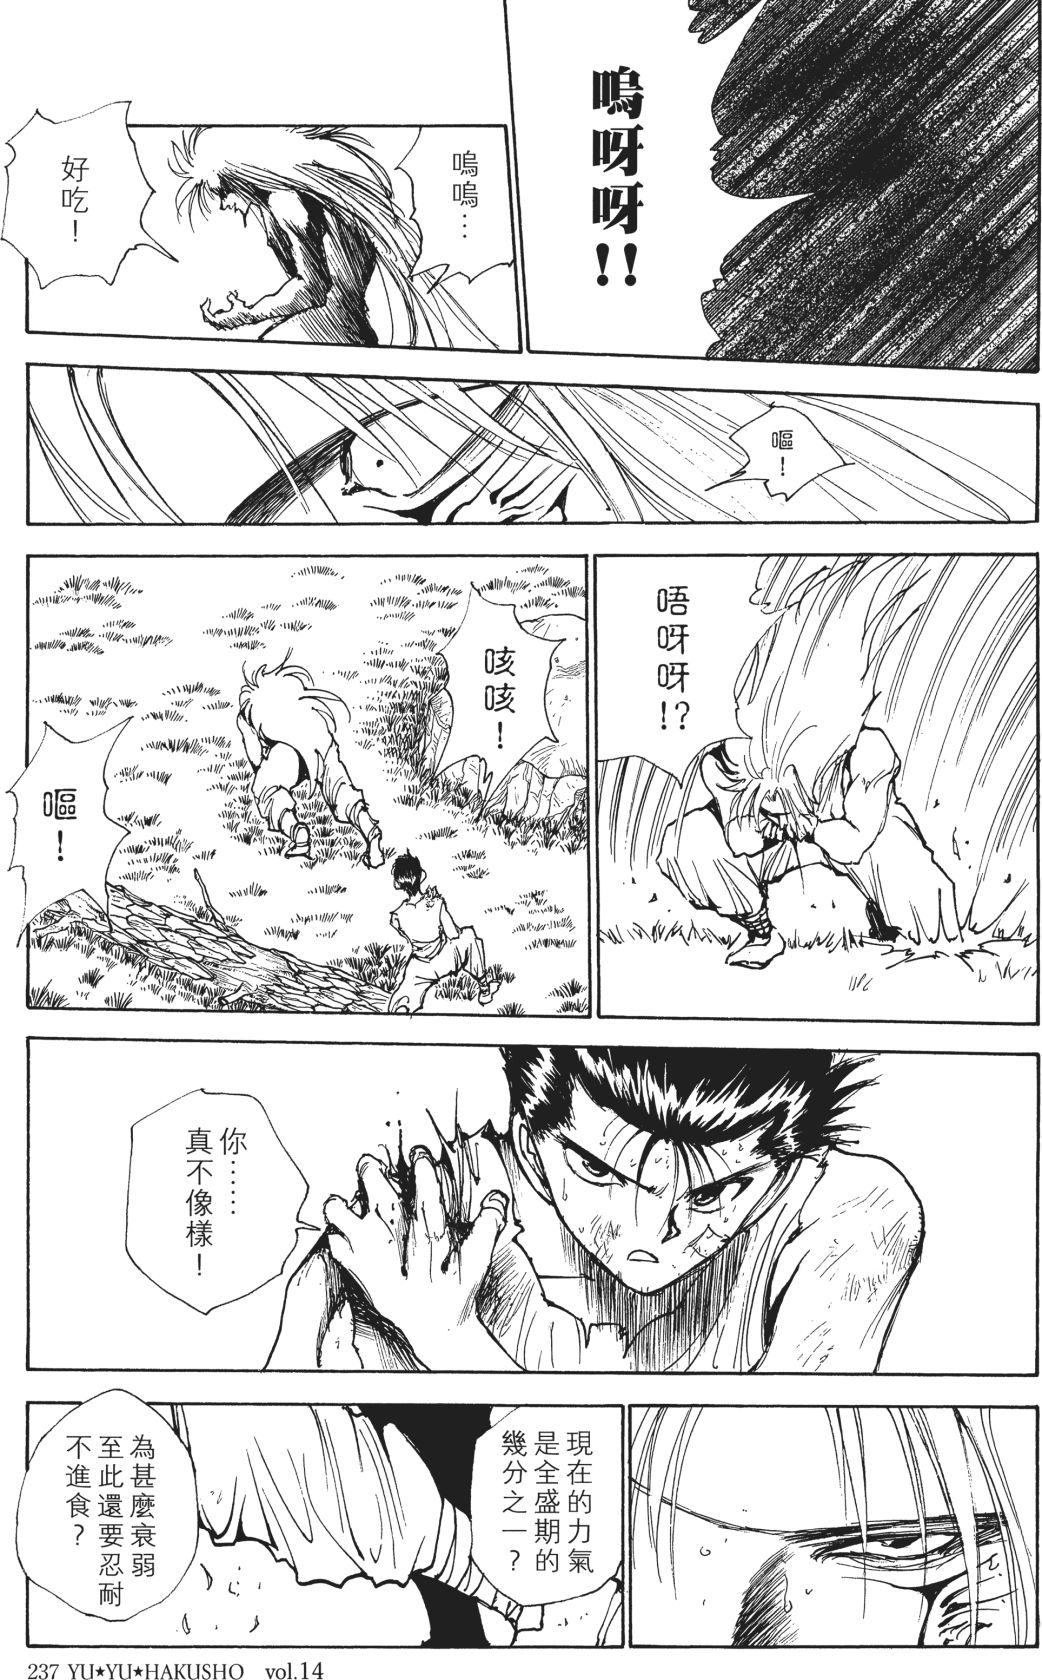 嗚呀呀!!
嗚嗚…
好吃!
嘔!
唔呀呀!?
咳咳!
嘔!
你……
真不像樣!
現在的力氣
是全盛期的
幾分之一?
為甚麼衰弱
至此還要忍耐
不進食?
237 YU★YU★HAKUSHO vol.14